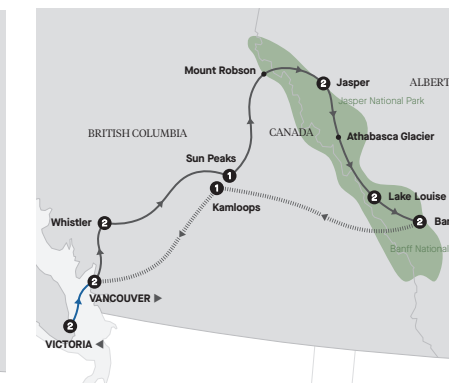 Mount Robson
2 Jasper
ALBERT
Jasper National Park
BRITISH COLUMBIA
CANADA
Athabasca Glacier
Sun Peaks
1
1
Kamloops
2 Lake Louise
Whistler 2
2 Ban
Banff National
2
VANCOUVER
2
VICTORIA